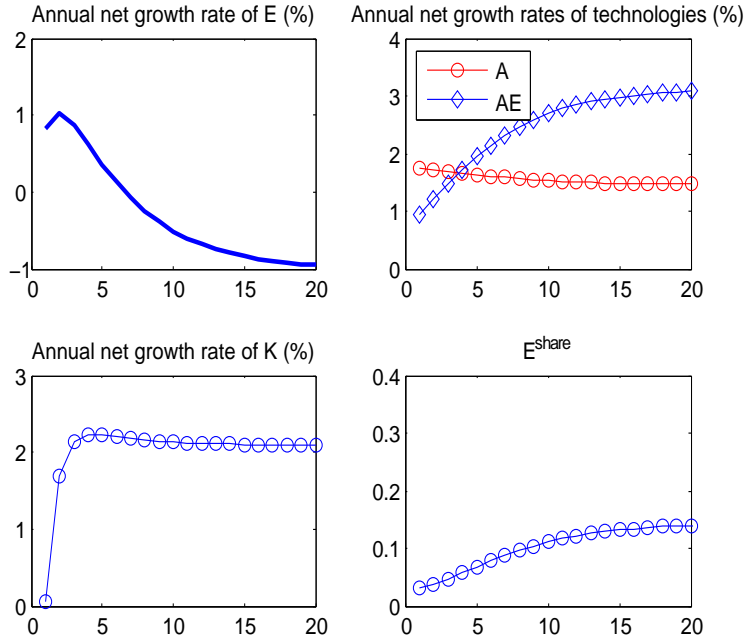 Annual net growth rate of E (%)
2
1
0
−1
0 5 10 15 20
Annual net growth rates of technologies (%)
4
3
2
1
0
A
AE
0 5 10 15 20
Annual net growth rate of K (%)
3
2
1
0
0 5 10 15 20
E^share
0.4
0.3
0.2
0.1
0
0 5 10 15 20